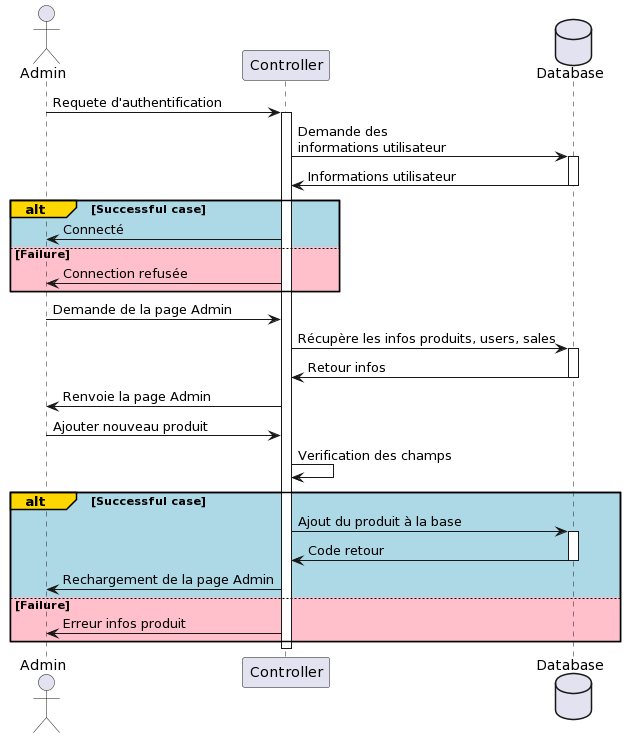 Admin
Controller
Database
Requete d'authentification
Demande des
informations utilisateur
Informations utilisateur
alt [Successful case]
Connecté
[Failure]
Connection refusée
Demande de la page Admin
Récupère les infos produits, users, sales
Retour infos
Renvoie la page Admin
Ajouter nouveau produit
Verification des champs
alt [Successful case]
Ajout du produit à la base
Code retour
Rechargement de la page Admin
[Failure]
Erreur infos produit
Admin
Controller
Database